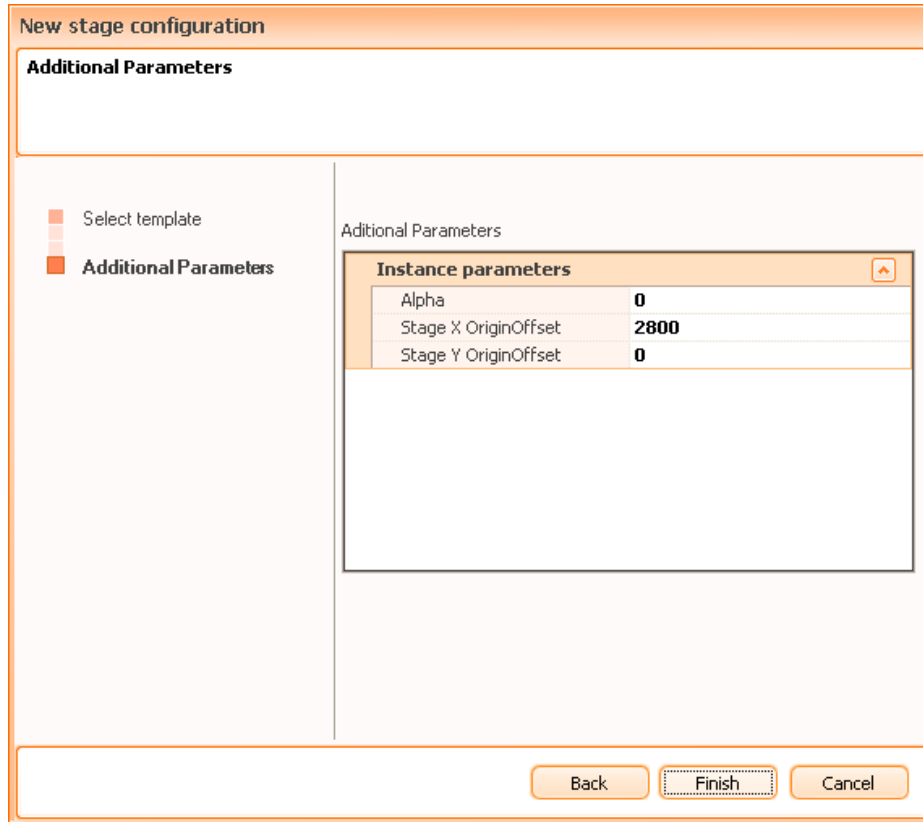 New stage configuration
Additional Parameters
Select template
Additional Parameters
Aditional Parameters
Instance parameters
Alpha 0
Stage X OriginOffset 2800
Stage Y OriginOffset 0
Back Finish Cancel